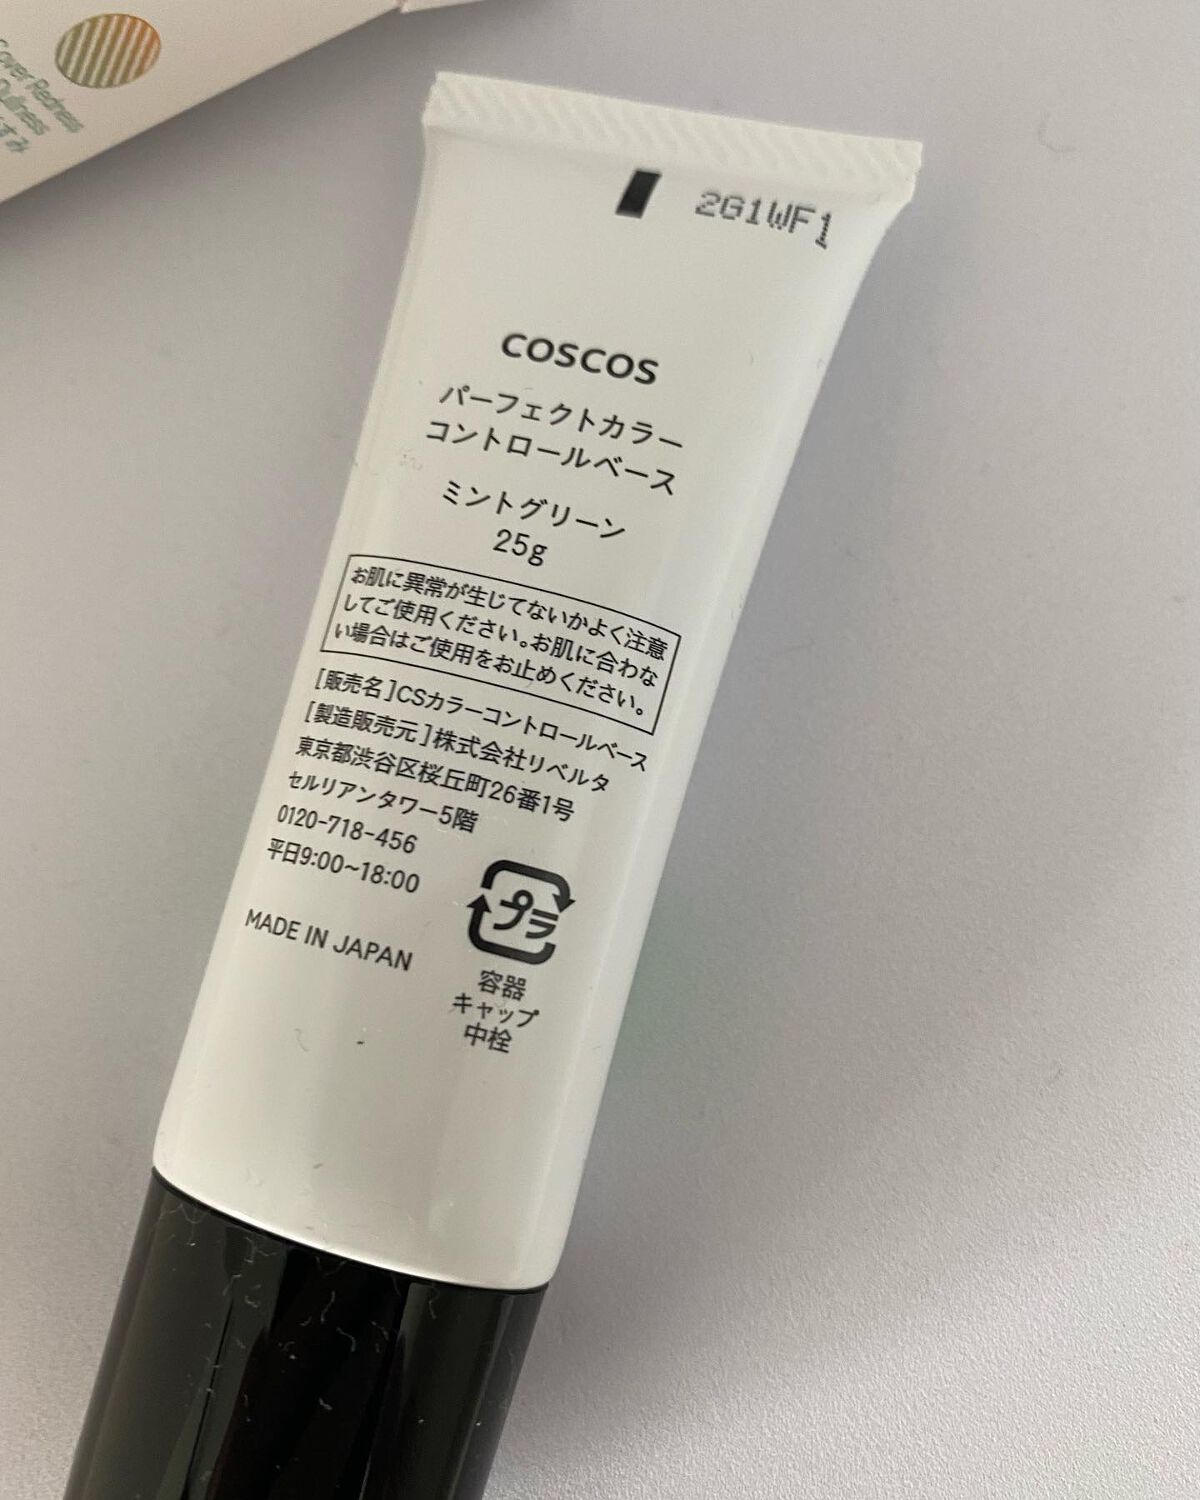 Cover Redness
Dullness
2G1WF1
COSCOS
パーフェクトカラー
コントロールベース
ミントグリーン
25g
お肌に異常が生じてないかよく注意
してご使用ください。お肌に合わな
い場合はご使用をお止めください。
[販売名]CSカラーコントロールベース
[製造販売元]株式会社リベルタ
東京都渋谷区桜丘町26番1号
セルリアンタワー5階
0120-718-456
平日9:00~18:00
MADE IN JAPAN
プラ
容器
キャップ
中栓